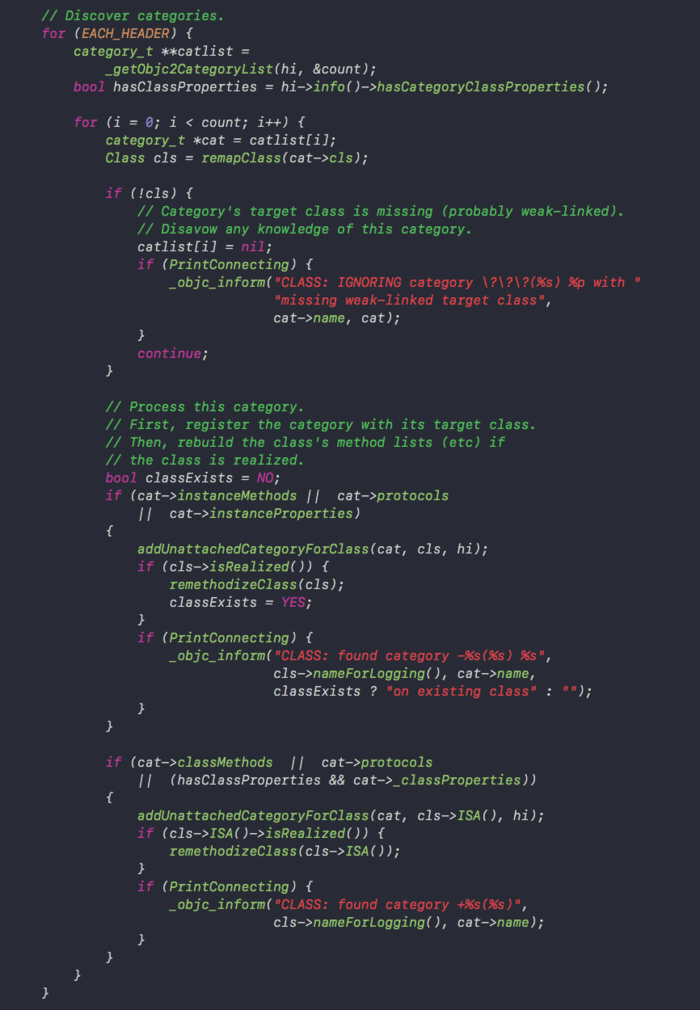 // Discover categories.
for (EACH_HEADER) {
    category_t **catlist =
        _getObjc2CategoryList(hi, &count);
    bool hasClassProperties = hi->info()->hasCategoryClassProperties();

    for (i = 0; i < count; i++) {
        category_t *cat = catlist[i];
        Class cls = remapClass(cat->cls);

        if (!cls) {
            // Category's target class is missing (probably weak-linked).
            // Disavow any knowledge of this category.
            catlist[i] = nil;
            if (PrintConnecting) {
                _objc_inform("CLASS: IGNORING category \?\?\?(%s) %p with "
                             "missing weak-linked target class",
                             cat->name, cat);
            }
            continue;
        }

        // Process this category.
        // First, register the category with its target class.
        // Then, rebuild the class's method lists (etc) if
        // the class is realized.
        bool classExists = NO;
        if (cat->instanceMethods ||  cat->protocols
            ||  cat->instanceProperties)
        {
            addUnattachedCategoryForClass(cat, cls, hi);
            if (cls->isRealized()) {
                remethodizeClass(cls);
                classExists = YES;
            }
            if (PrintConnecting) {
                _objc_inform("CLASS: found category -%s(%s) %s",
                             cls->nameForLogging(), cat->name,
                             classExists ? "on existing class" : "");
            }
        }

        if (cat->classMethods  ||  cat->protocols
            ||  (hasClassProperties && cat->_classProperties))
        {
            addUnattachedCategoryForClass(cat, cls->ISA(), hi);
            if (cls->ISA()->isRealized()) {
                remethodizeClass(cls->ISA());
            }
            if (PrintConnecting) {
                _objc_inform("CLASS: found category +%s(%s)",
                             cls->nameForLogging(), cat->name);
            }
        }
    }
}